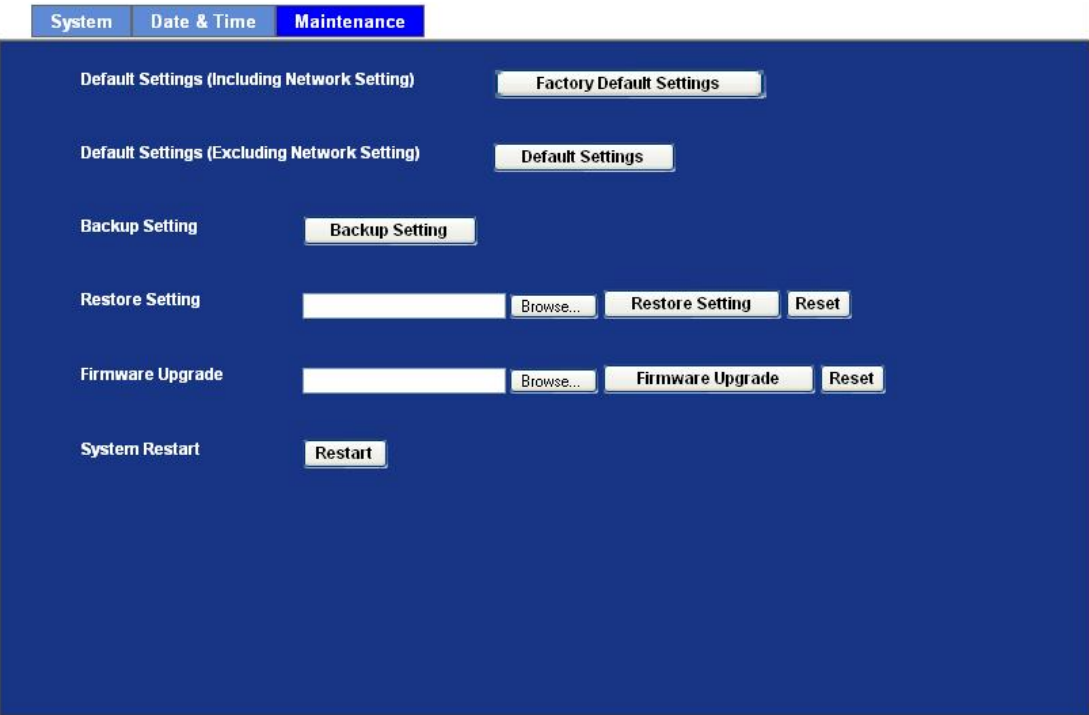 System Date & Time Maintenance
Default Settings (Including Network Setting) Factory Default Settings
Default Settings (Excluding Network Setting) Default Settings
Backup Setting Backup Setting
Restore Setting Browse... Restore Setting Reset
Firmware Upgrade Browse... Firmware Upgrade Reset
System Restart Restart